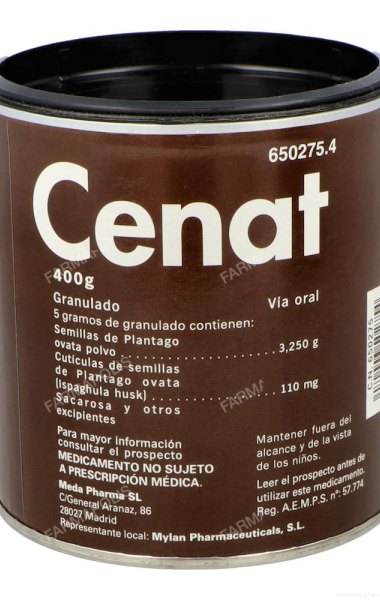 650275.4
Cenat
400g
Granulado Vía oral
5 gramos de granulado contienen:
Semillas de Plantago
ovata polvo ........... 3,250 g
Cutículas de semillas
de Plantago ovata
(Ispaghula husk) ........... 110 mg
Sacarosa y otros
excipientes
Para mayor información
consultar el prospecto
MEDICAMENTO NO SUJETO
A PRESCRIPCIÓN MÉDICA.
Meda Pharma SL
C/General Aranaz, 86
28027 Madrid
Representante local: Mylan Pharmaceuticals, S.L.
Mantener fuera del
alcance y de la vista
de los niños.
Leer el prospecto antes de
utilizar este medicamento.
Reg. A.E.M.P.S. nº: 57.774
C.N. 650275